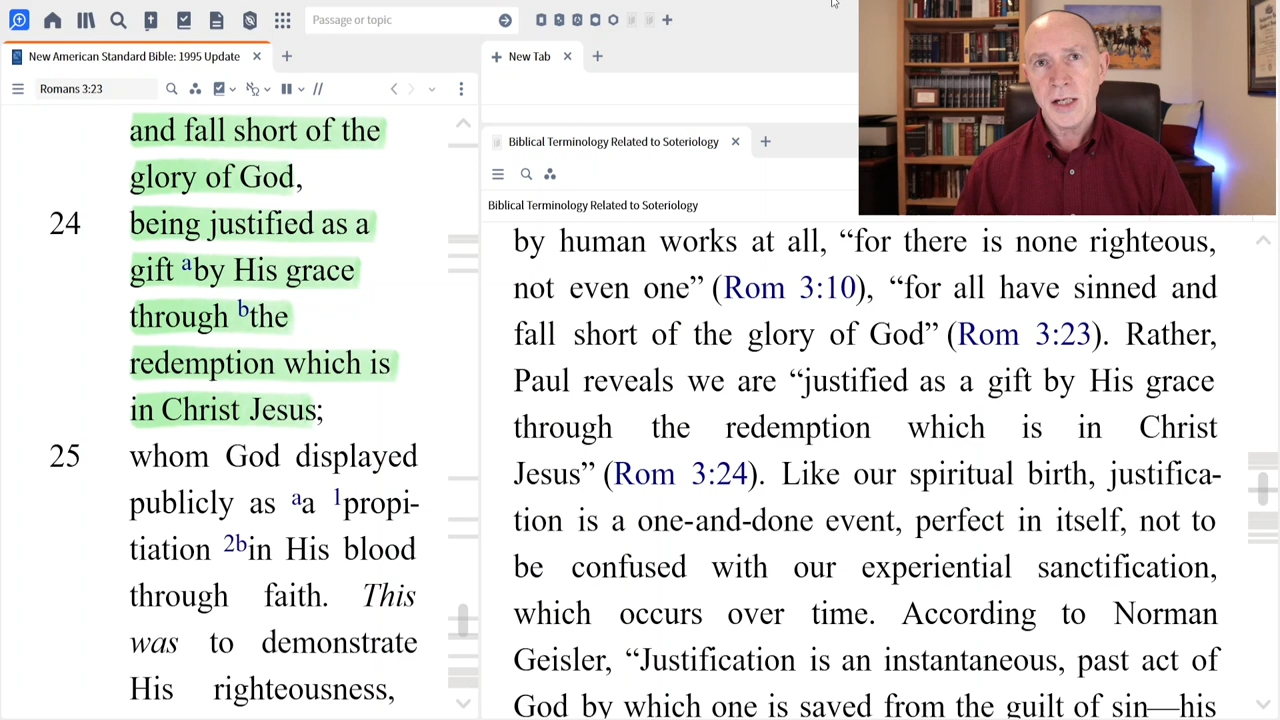 Passage or topic
New American Standard Bible: 1995 Update
Romans 3:23
and fall short of the
glory of God,
24 being justified as a
gift aby His grace
through bthe
redemption which is
in Christ Jesus;
25 whom God displayed
publicly as aa 1propi-
tiation 2bin His blood
through faith. This
was to demonstrate
His righteousness,
New Tab
Biblical Terminology Related to Soteriology
Biblical Terminology Related to Soteriology
by human works at all, “for there is none righteous,
not even one” (Rom 3:10), “for all have sinned and
fall short of the glory of God” (Rom 3:23). Rather,
Paul reveals we are “justified as a gift by His grace
through the redemption which is in Christ
Jesus” (Rom 3:24). Like our spiritual birth, justifica-
tion is a one-and-done event, perfect in itself, not to
be confused with our experiential sanctification,
which occurs over time. According to Norman
Geisler, “Justification is an instantaneous, past act of
God by which one is saved from the guilt of sin—his